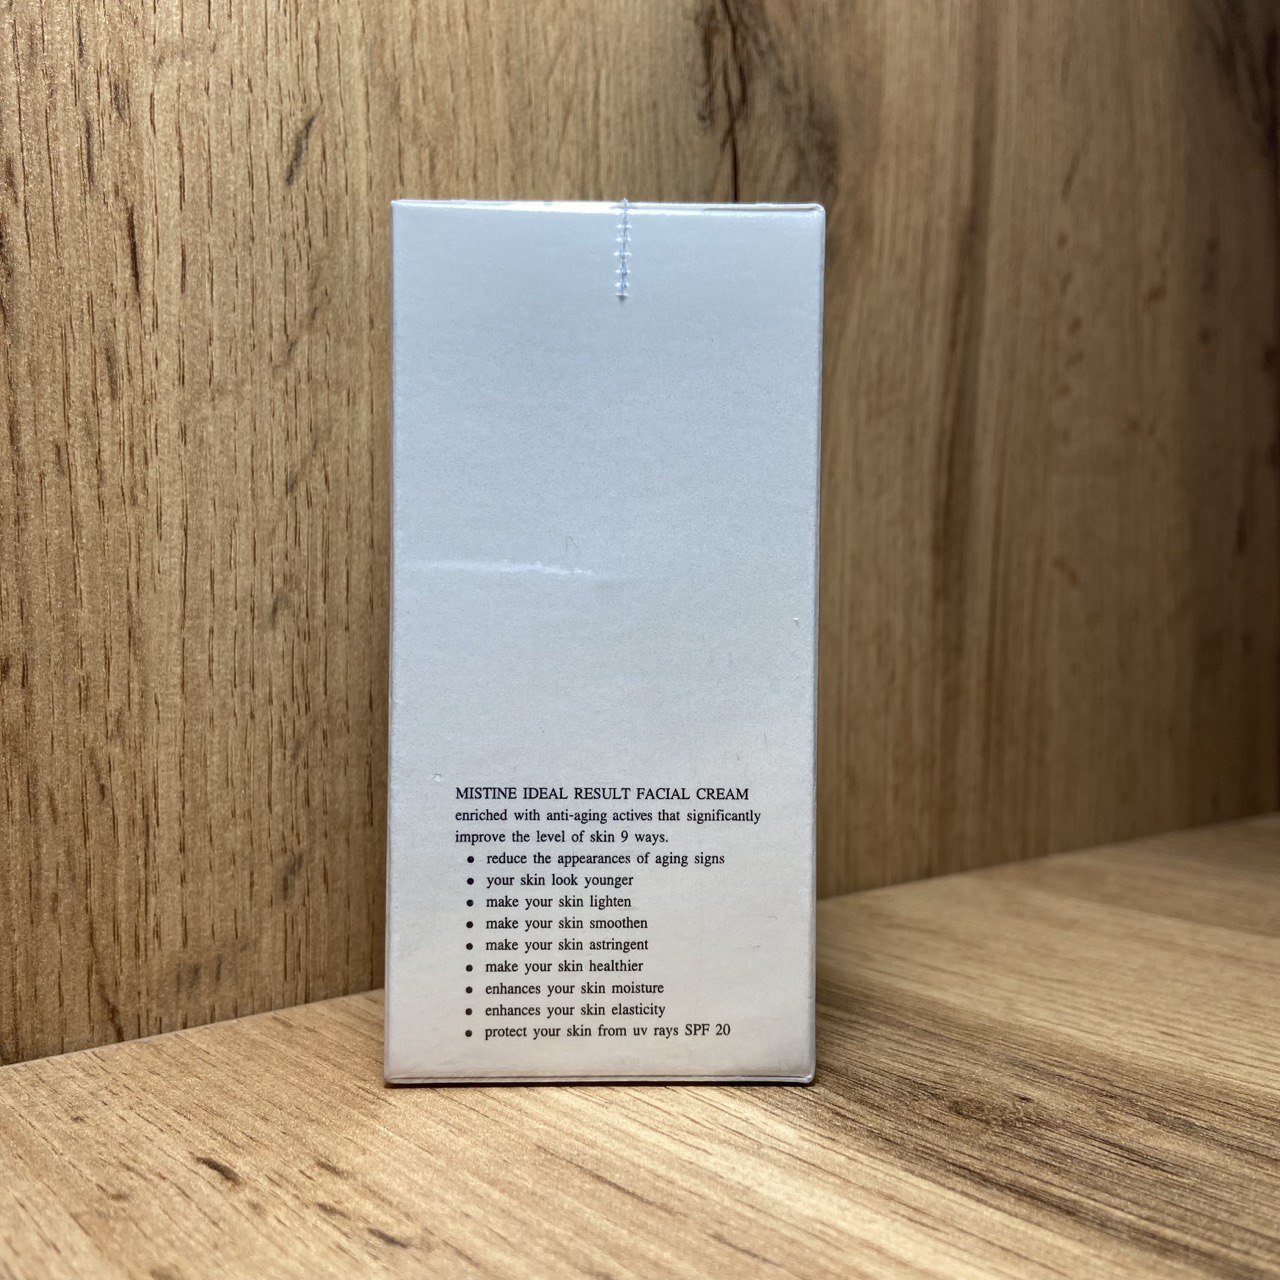 MISTINE IDEAL RESULT FACIAL CREAM
enriched with anti-aging actives that significantly
improve the level of skin 9 ways.
• reduce the appearances of aging signs
• your skin look younger
• make your skin lighten
• make your skin smoothen
• make your skin astringent
• make your skin healthier
• enhances your skin moisture
• enhances your skin elasticity
• protect your skin from uv rays SPF 20